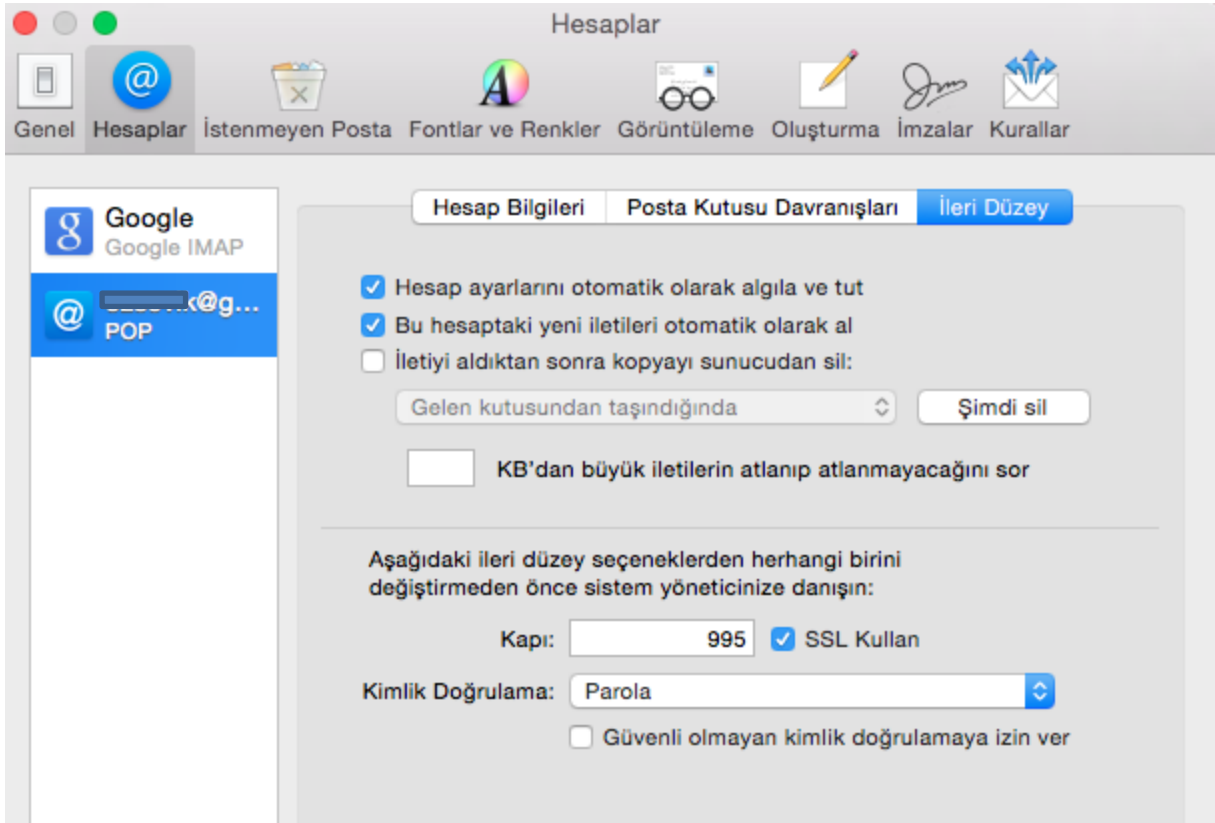 Hesaplar
Genel
Hesaplar
İstenmeyen Posta
Fontlar ve Renkler
Görüntüleme
Oluşturma
İmzalar
Kurallar
Google
Google IMAP
@g...
POP
Hesap Bilgileri
Posta Kutusu Davranışları
İleri Düzey
Hesap ayarlarını otomatik olarak algıla ve tut
Bu hesaptaki yeni iletileri otomatik olarak al
İletiyi aldıktan sonra kopyayı sunucudan sil:
Gelen kutusundan taşındığında
Şimdi sil
KB'dan büyük iletilerin atlanıp atlanmayacağını sor
Aşağıdaki ileri düzey seçeneklerden herhangi birini
değiştirmeden önce sistem yöneticinize danışın:
Kapı: 995 SSL Kullan
Kimlik Doğrulama: Parola
Güvenli olmayan kimlik doğrulamaya izin ver